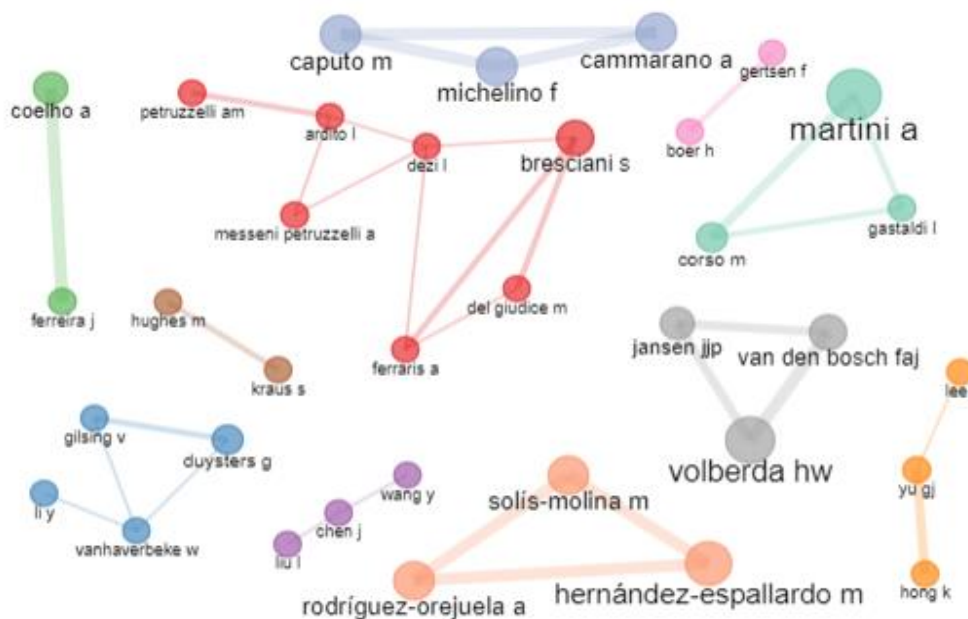 caputo m
cammarano a
michelino f
gertsen f
coelho a
petruzzelli am
ardito l
martini a
boer h
dezi l
bresciani s
messeni petruzzelli a
gastaldi l
corso m
ferreira j
hughes m
del giudice m
jansen jjp
van den bosch faj
ferraris a
kraus s
lee
gilsing v
duysters g
volberda hw
wang y
yu gj
solís-molina m
li y
chen j
vanhaverbeke w
liu l
rodríguez-orejuela a
hernández-espallardo m
hong k